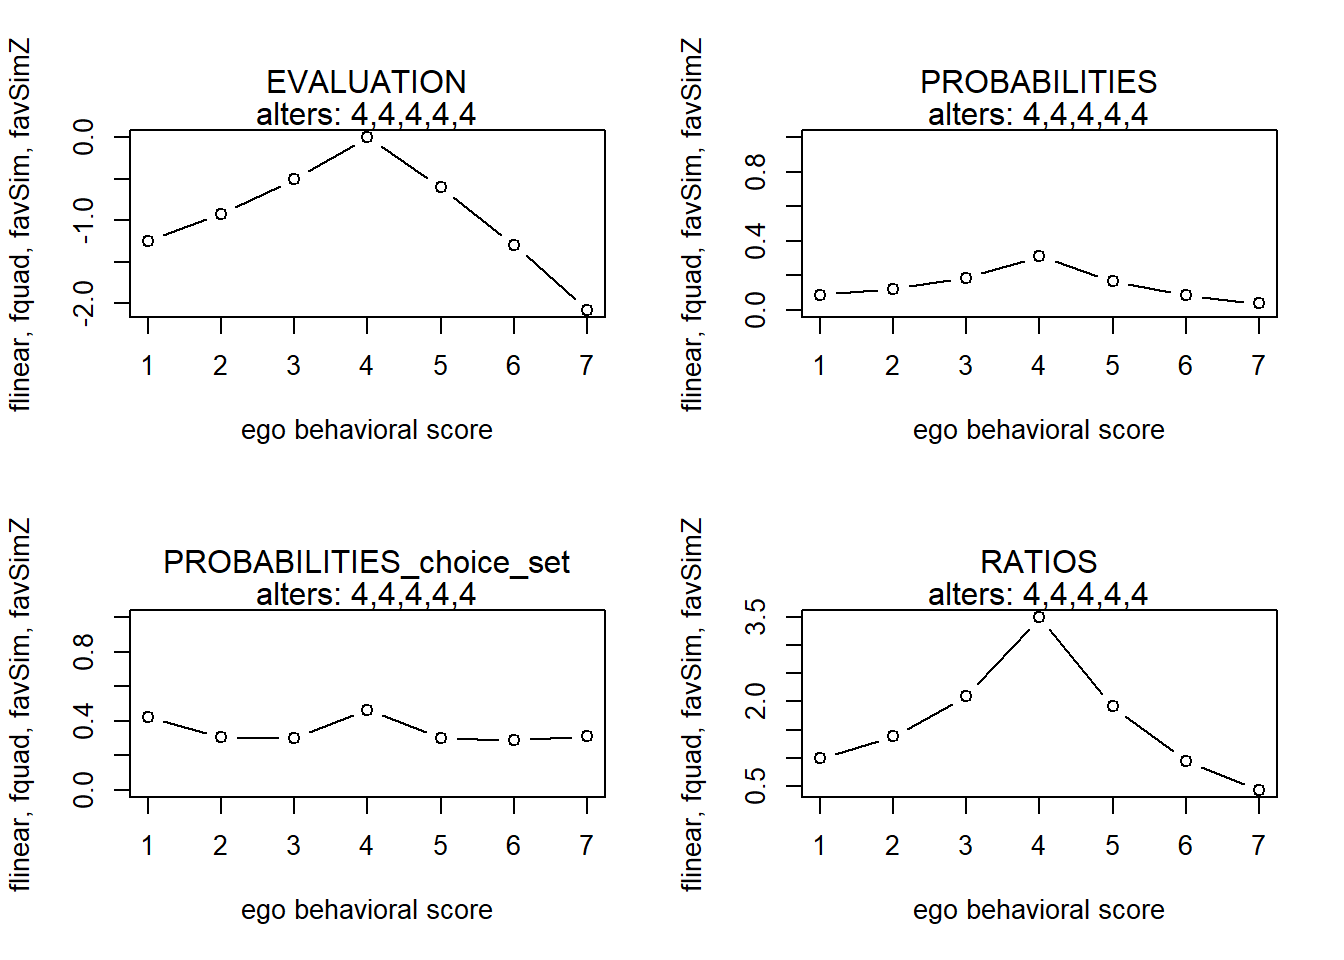 EVALUATION
alters: 4,4,4,4,4
flinear, fquad, favSim, favSimZ
0.0
-1.0
-2.0
1 2 3 4 5 6 7
ego behavioral score
PROBABILITIES
alters: 4,4,4,4,4
flinear, fquad, favSim, favSimZ
0.8
0.4
0.0
1 2 3 4 5 6 7
ego behavioral score
PROBABILITIES_choice_set
alters: 4,4,4,4,4
flinear, fquad, favSim, favSimZ
0.8
0.4
0.0
1 2 3 4 5 6 7
ego behavioral score
RATIOS
alters: 4,4,4,4,4
flinear, fquad, favSim, favSimZ
3.5
2.0
0.5
1 2 3 4 5 6 7
ego behavioral score